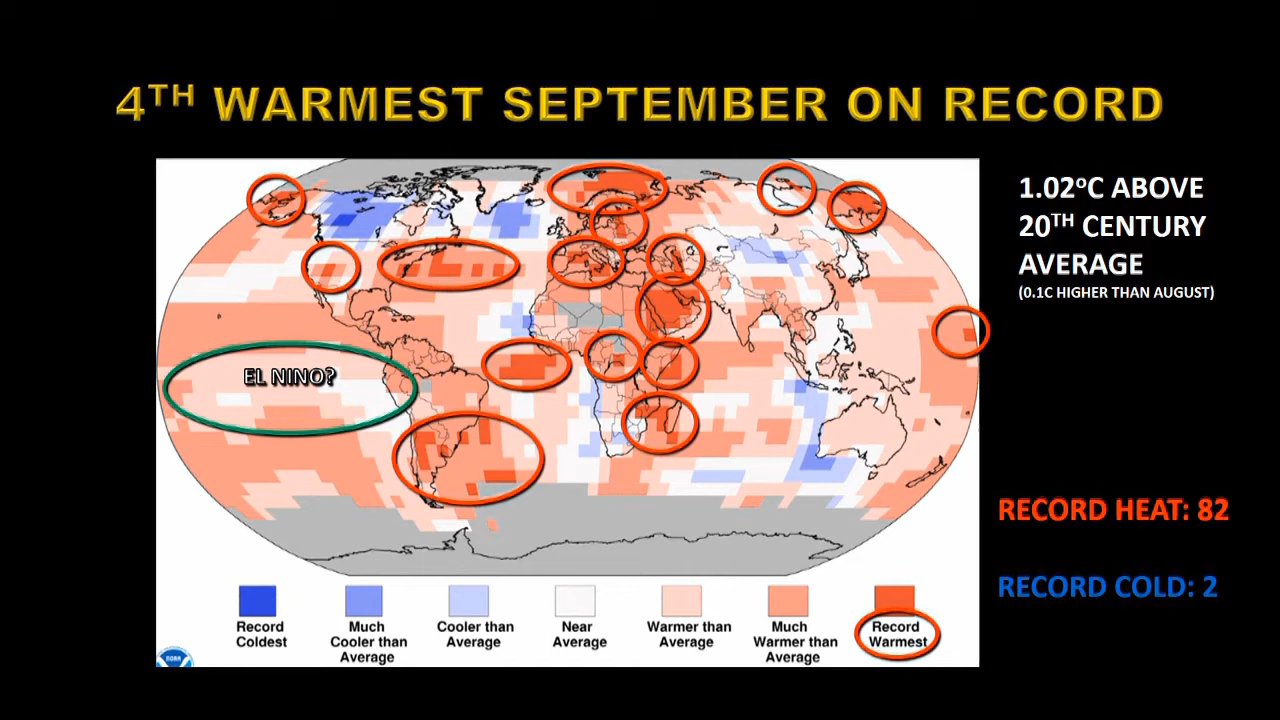 4TH WARMEST SEPTEMBER ON RECORD
1.02ºC ABOVE
20TH CENTURY
AVERAGE
(0.1C HIGHER THAN AUGUST)
EL NINO?
RECORD HEAT: 82
RECORD COLD: 2
Record
Coldest
Much
Cooler than
Average
Cooler than
Average
Near
Average
Warmer than
Average
Much
Warmer than
Average
Record
Warmest
NOAA